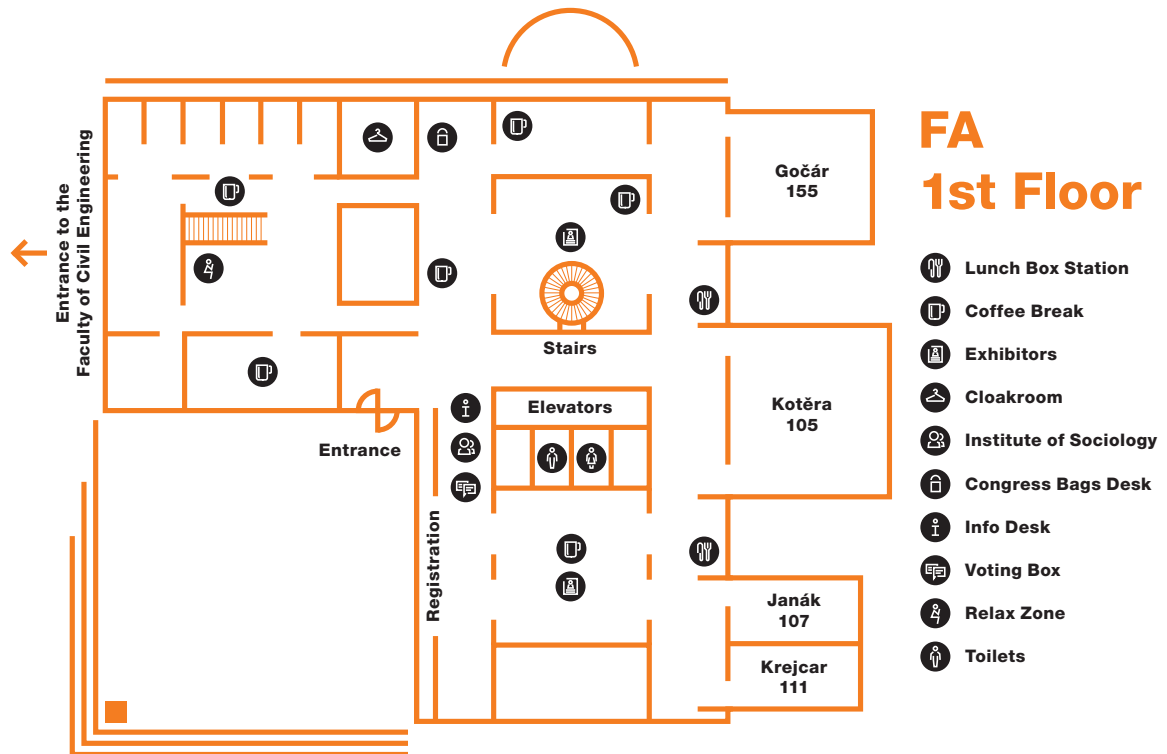 FA
1st Floor
Lunch Box Station
Coffee Break
Exhibitors
Cloakroom
Institute of Sociology
Congress Bags Desk
Info Desk
Voting Box
Relax Zone
Toilets
Entrance to the
Faculty of Civil Engineering
Gočár
155
Stairs
Kotěra
105
Elevators
Entrance
Registration
Janák
107
Krejcar
111